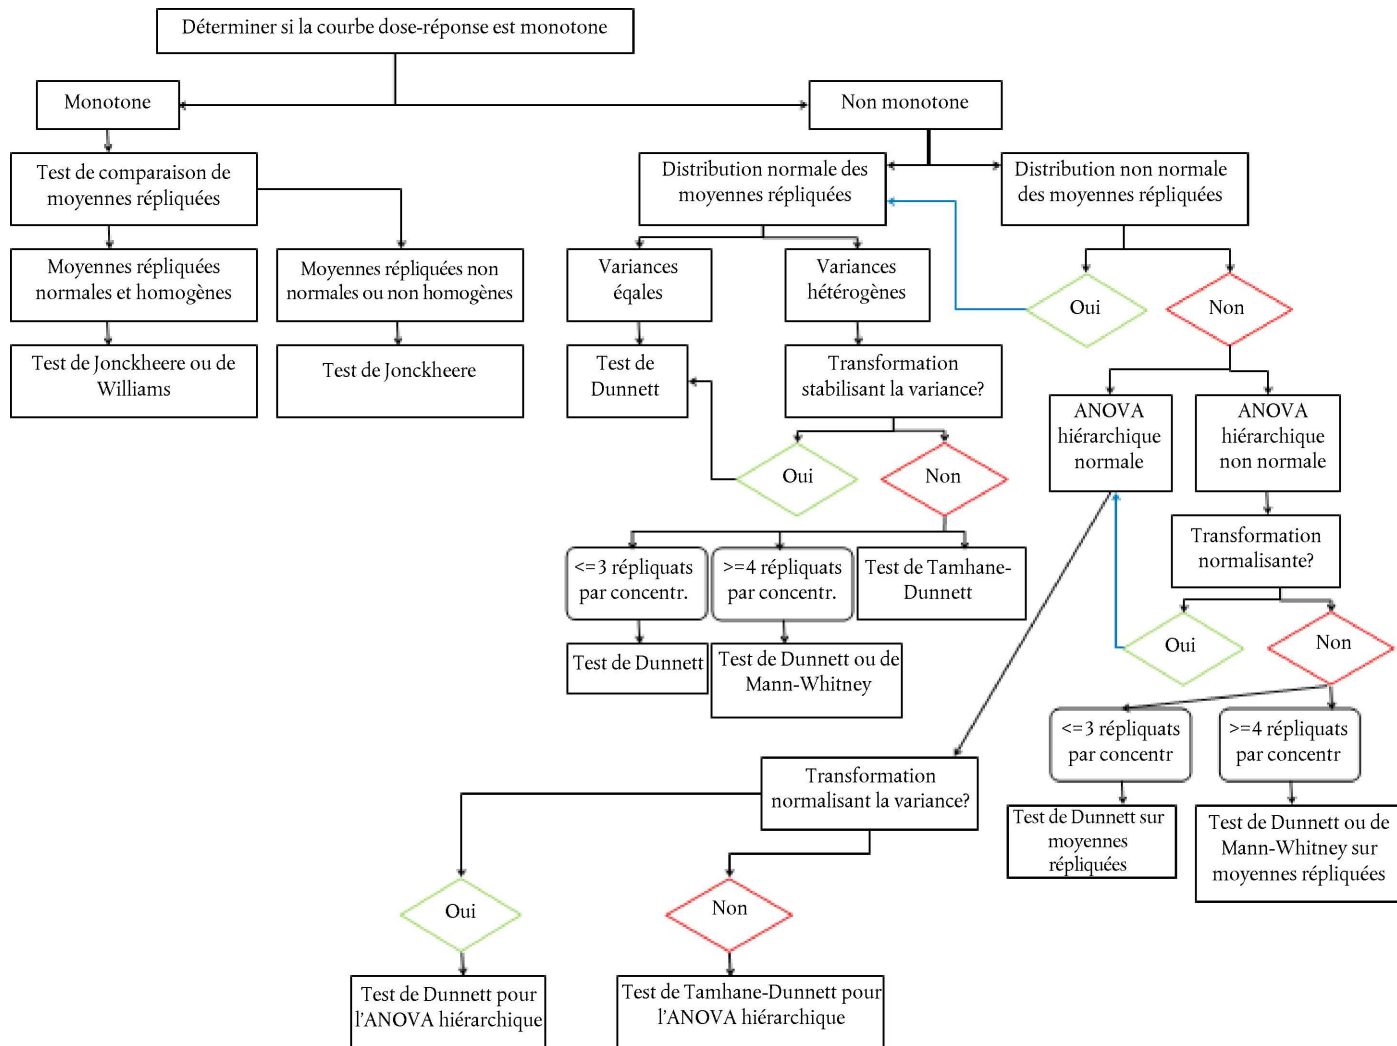 Déterminer si la courbe dose-réponse est monotone
Monotone
Non monotone
Test de comparaison de
moyennes répliquées
Distribution normale des
moyennes répliquées
Distribution non normale
des moyennes répliquées
Moyennes répliquées
normales et homogènes
Moyennes répliquées non
normales ou non homogènes
Variances
éqales
Variances
hétérogènes
Oui
Non
Test de Jonckheere ou de
Williams
Test de Jonckheere
Test de
Dunnett
Transformation
stabilisant la variance?
ANOVA
hiérarchique
normale
ANOVA
hiérarchique
non normale
Oui
Non
Transformation
normalisante?
<=3 répliquats
par concentr.
>=4 répliquats
par concentr.
Test de Tamhane-
Dunnett
Oui
Non
Test de Dunnett
Test de Dunnett ou de
Mann-Whitney
<=3 répliquats
par concentr
>=4 répliquats
par concentr
Transformation
normalisant la variance?
Test de Dunnett sur
moyennes
répliquées
Test de Dunnett ou de
Mann-Whitney sur
moyennes répliquées
Oui
Non
Test de Dunnett pour
l'ANOVA hiérarchique
Test de Tamhane-Dunnett pour
l'ANOVA hiérarchique